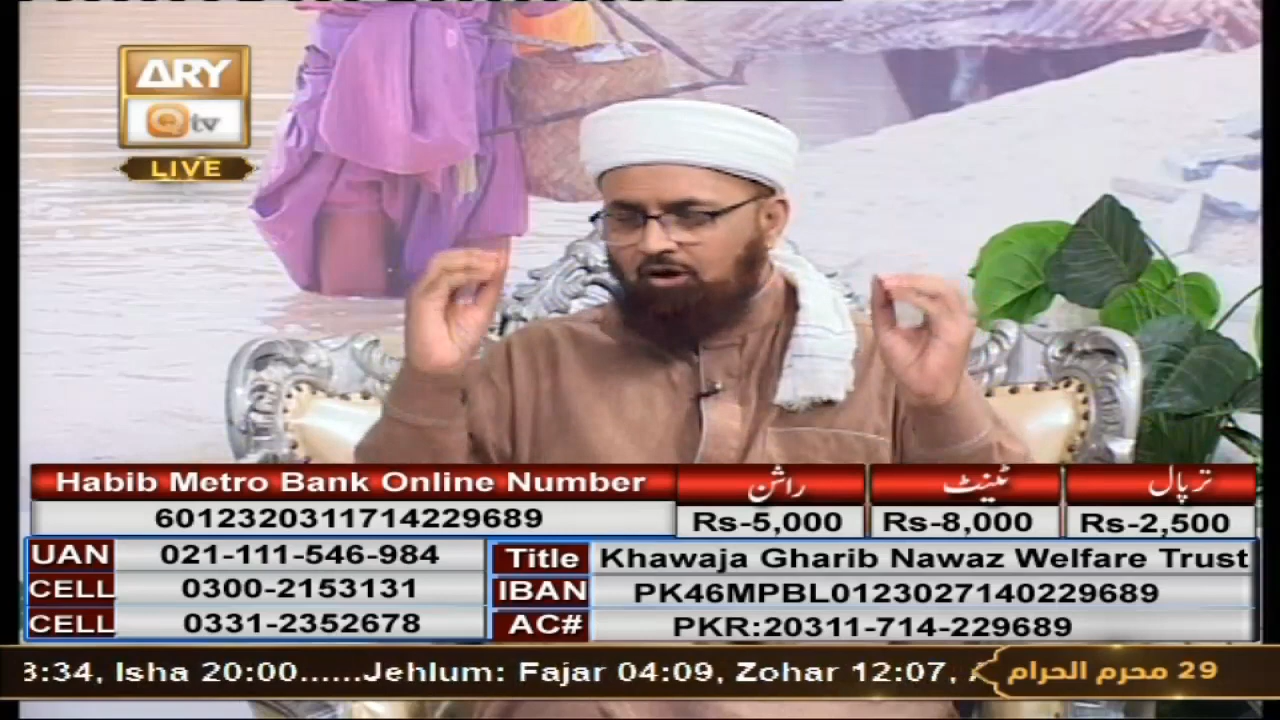 ARY
Qtv
LIVE
Habib Metro Bank Online Number
6012320311714229689
راشن
ٹینٹ
ترپال
Rs-5,000
Rs-8,000
Rs-2,500
UAN 021-111-546-984
CELL 0300-2153131
CELL 0331-2352678
Title Khawaja Gharib Nawaz Welfare Trust
IBAN PK46MPBL0123027140229689
AC# PKR:20311-714-229689
3:34, Isha 20:00......Jehlum: Fajar 04:09, Zohar 12:07,
29 محرم الحرام